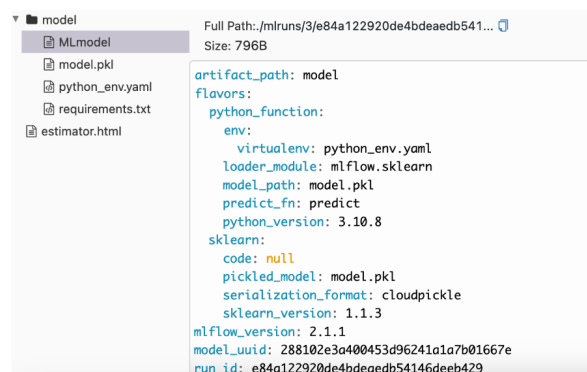 model
MLmodel
model.pkl
python_env.yaml
requirements.txt
estimator.html
Full Path:./mlruns/3/e84a122920de4bdeaedb541...
Size: 796B
artifact_path: model
flavors:
  python_function:
    env:
      virtualenv: python_env.yaml
    loader_module: mlflow.sklearn
    model_path: model.pkl
    predict_fn: predict
    python_version: 3.10.8
  sklearn:
    code: null
    pickled_model: model.pkl
    serialization_format: cloudpickle
    sklearn_version: 1.1.3
mlflow_version: 2.1.1
model_uuid: 288102e3a400453d96241a1a7b01667e
run_id: e84a122920de4bdeaedb54146deeb429